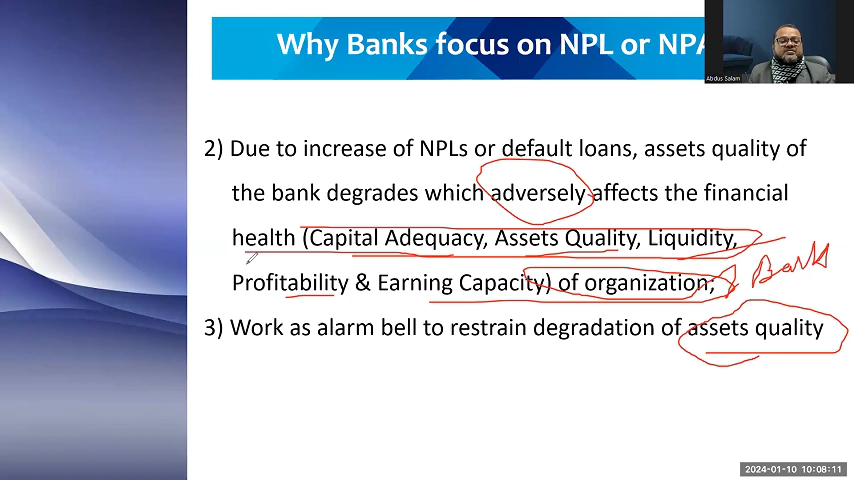 Why Banks focus on NPL or NPA
Abdus Salam
2) Due to increase of NPLs or default loans, assets quality of
the bank degrades which adversely affects the financial
health (Capital Adequacy, Assets Quality, Liquidity,
Profitability & Earning Capacity) of organization;
Bank
3) Work as alarm bell to restrain degradation of assets quality
2024-01-10 10:08:11